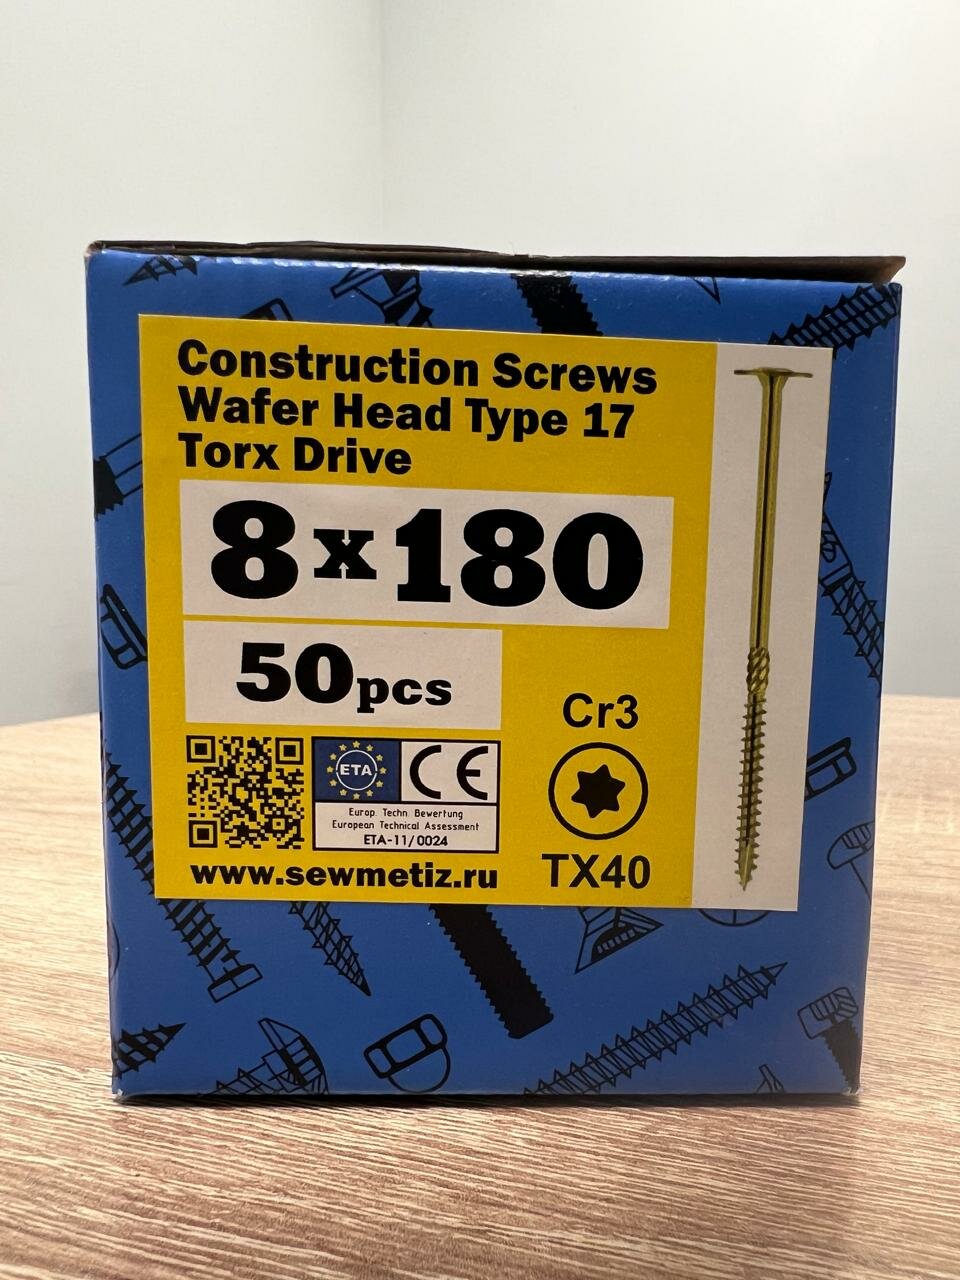 Construction Screws
Wafer Head Type 17
Torx Drive
8x180
50pcs
Cr3
ETA
CE
Europ. Techn. Bewertung
European Technical Assessment
ETA-11/0024
www.sewmetiz.ru
TX40